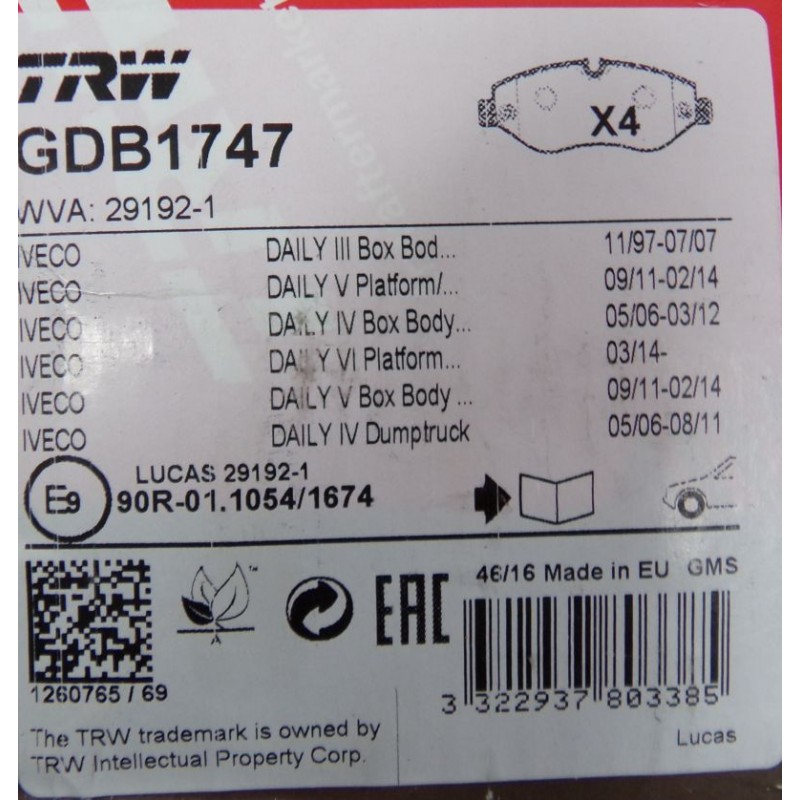 TRW
X4
GDB1747
WVA: 29192-1
IVECO DAILY III Box Bod... 11/97-07/07
IVECO DAILY V Platform/... 09/11-02/14
IVECO DAILY IV Box Body... 05/06-03/12
IVECO DAILY VI Platform... 03/14-
IVECO DAILY V Box Body ... 09/11-02/14
IVECO DAILY IV Dumptruck 05/06-08/11
LUCAS 29192-1
E9 90R-01.1054/1674
46/16 Made in EU GMS
EAC
TM
A
1260765 / 69
3 322937 803385
The TRW trademark is owned by
TRW Intellectual Property Corp.
Lucas
aftermarket